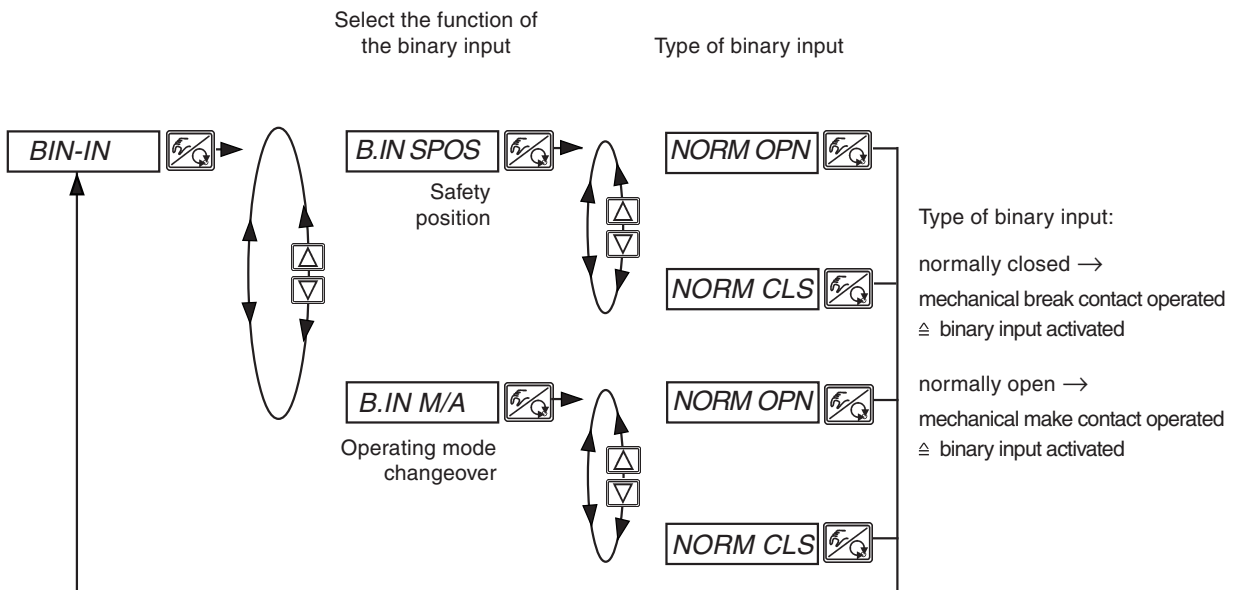 Select the function of
the binary input
Type of binary input
BIN-IN
B.IN SPOS
Safety
position
NORM OPN
NORM CLS
B.IN M/A
Operating mode
changeover
NORM OPN
NORM CLS
Type of binary input:
normally closed →
mechanical break contact operated
≙ binary input activated
normally open →
mechanical make contact operated
≙ binary input activated